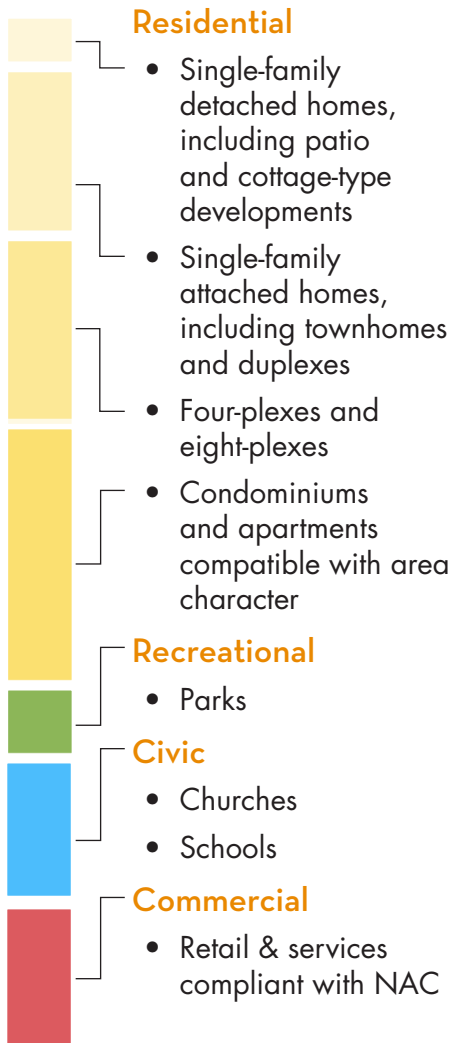 Residential
• Single-family
detached homes,
including patio
and cottage-type
developments
• Single-family
attached homes,
including townhomes
and duplexes
• Four-plexes and
eight-plexes
• Condominiums
and apartments
compatible with area
character
Recreational
• Parks
Civic
• Churches
• Schools
Commercial
• Retail & services
compliant with NAC